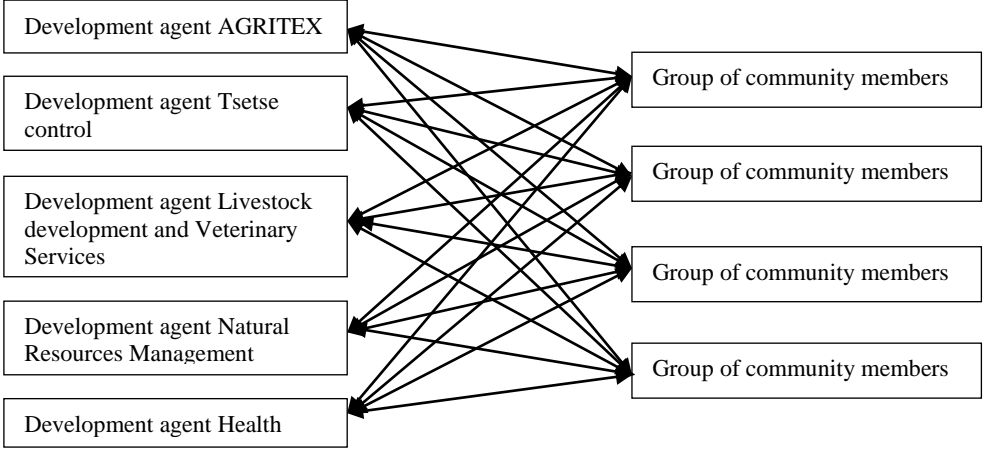 Development agent AGRITEX
Development agent Tsetse
control
Development agent Livestock
development and Veterinary
Services
Development agent Natural
Resources Management
Development agent Health
Group of community members
Group of community members
Group of community members
Group of community members